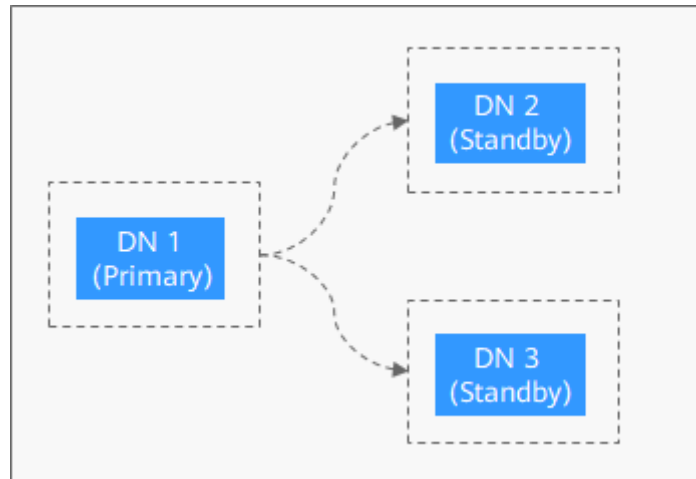 DN 1
(Primary)
DN 2
(Standby)
DN 3
(Standby)